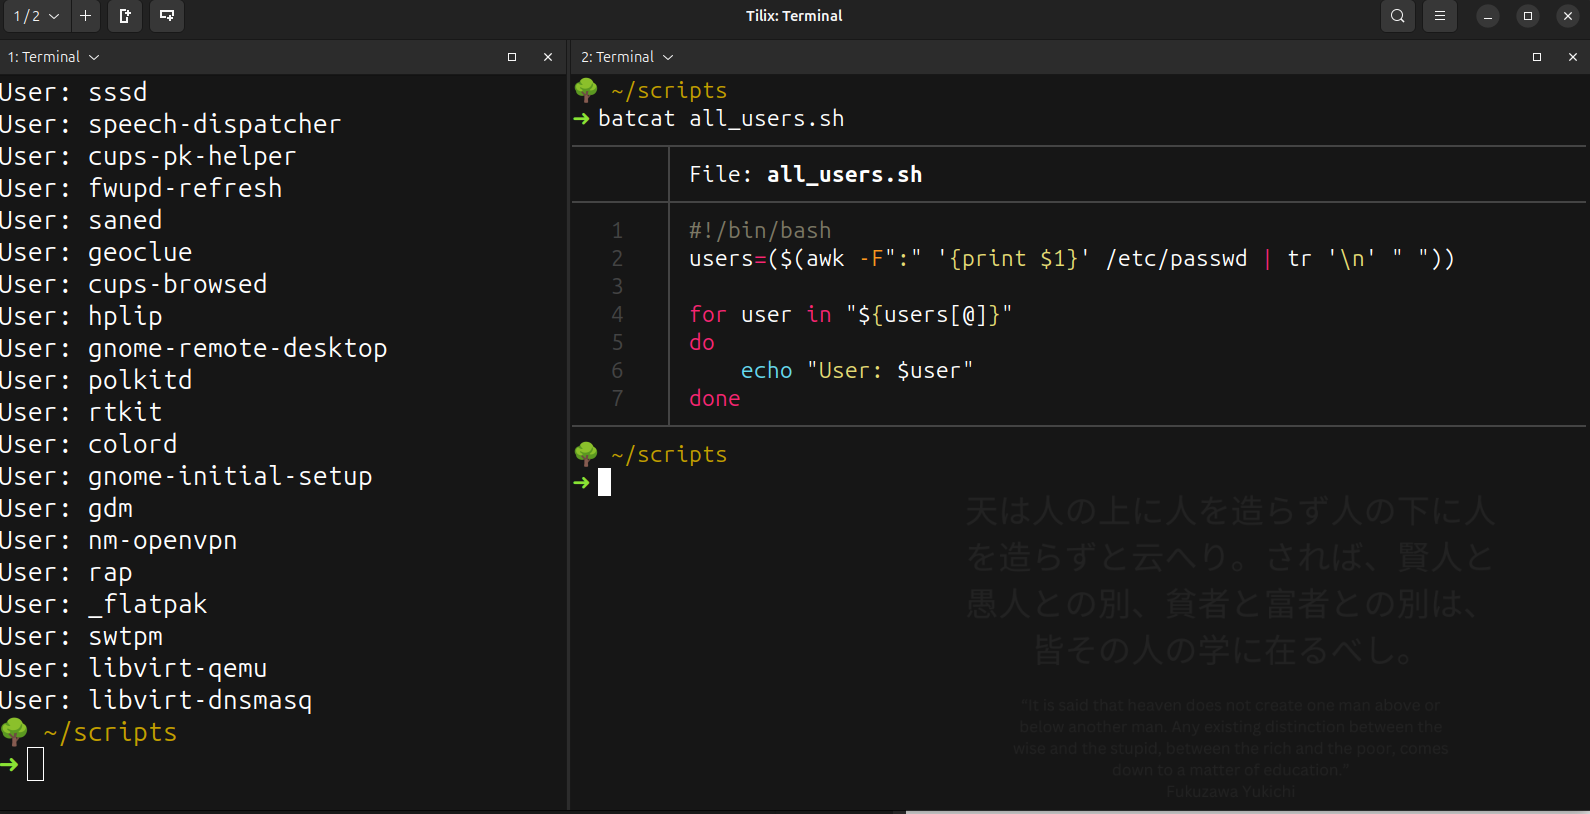 1 / 2
Tilix: Terminal
1: Terminal
User: sssd
User: speech-dispatcher
User: cups-pk-helper
User: fwupd-refresh
User: saned
User: geoclue
User: cups-browsed
User: hplip
User: gnome-remote-desktop
User: polkitd
User: rtkit
User: colord
User: gnome-initial-setup
User: gdm
User: nm-openvpn
User: rap
User: _flatpak
User: swtpm
User: libvirt-qemu
User: libvirt-dnsmasq
~/scripts
➜
2: Terminal
~/scripts
➜ batcat all_users.sh
File: all_users.sh
1 #!/bin/bash
2 users=($(awk -F":" '{print $1}' /etc/passwd | tr '\n' " "))
3
4 for user in "${users[@]}"
5 do
6 echo "User: $user"
7 done
~/scripts
➜
天は人の上に人を造らず人の下に人
を造らずと云へり。されば、賢人と
愚人との別、貧者と富者との別は、
皆その人の学に在るべし。
"It is said that heaven does not create one man above or
below another man. Any existing distinction between the
wise and the stupid, between the rich and the poor, comes
down to a matter of education."
Fukuzawa Yukichi